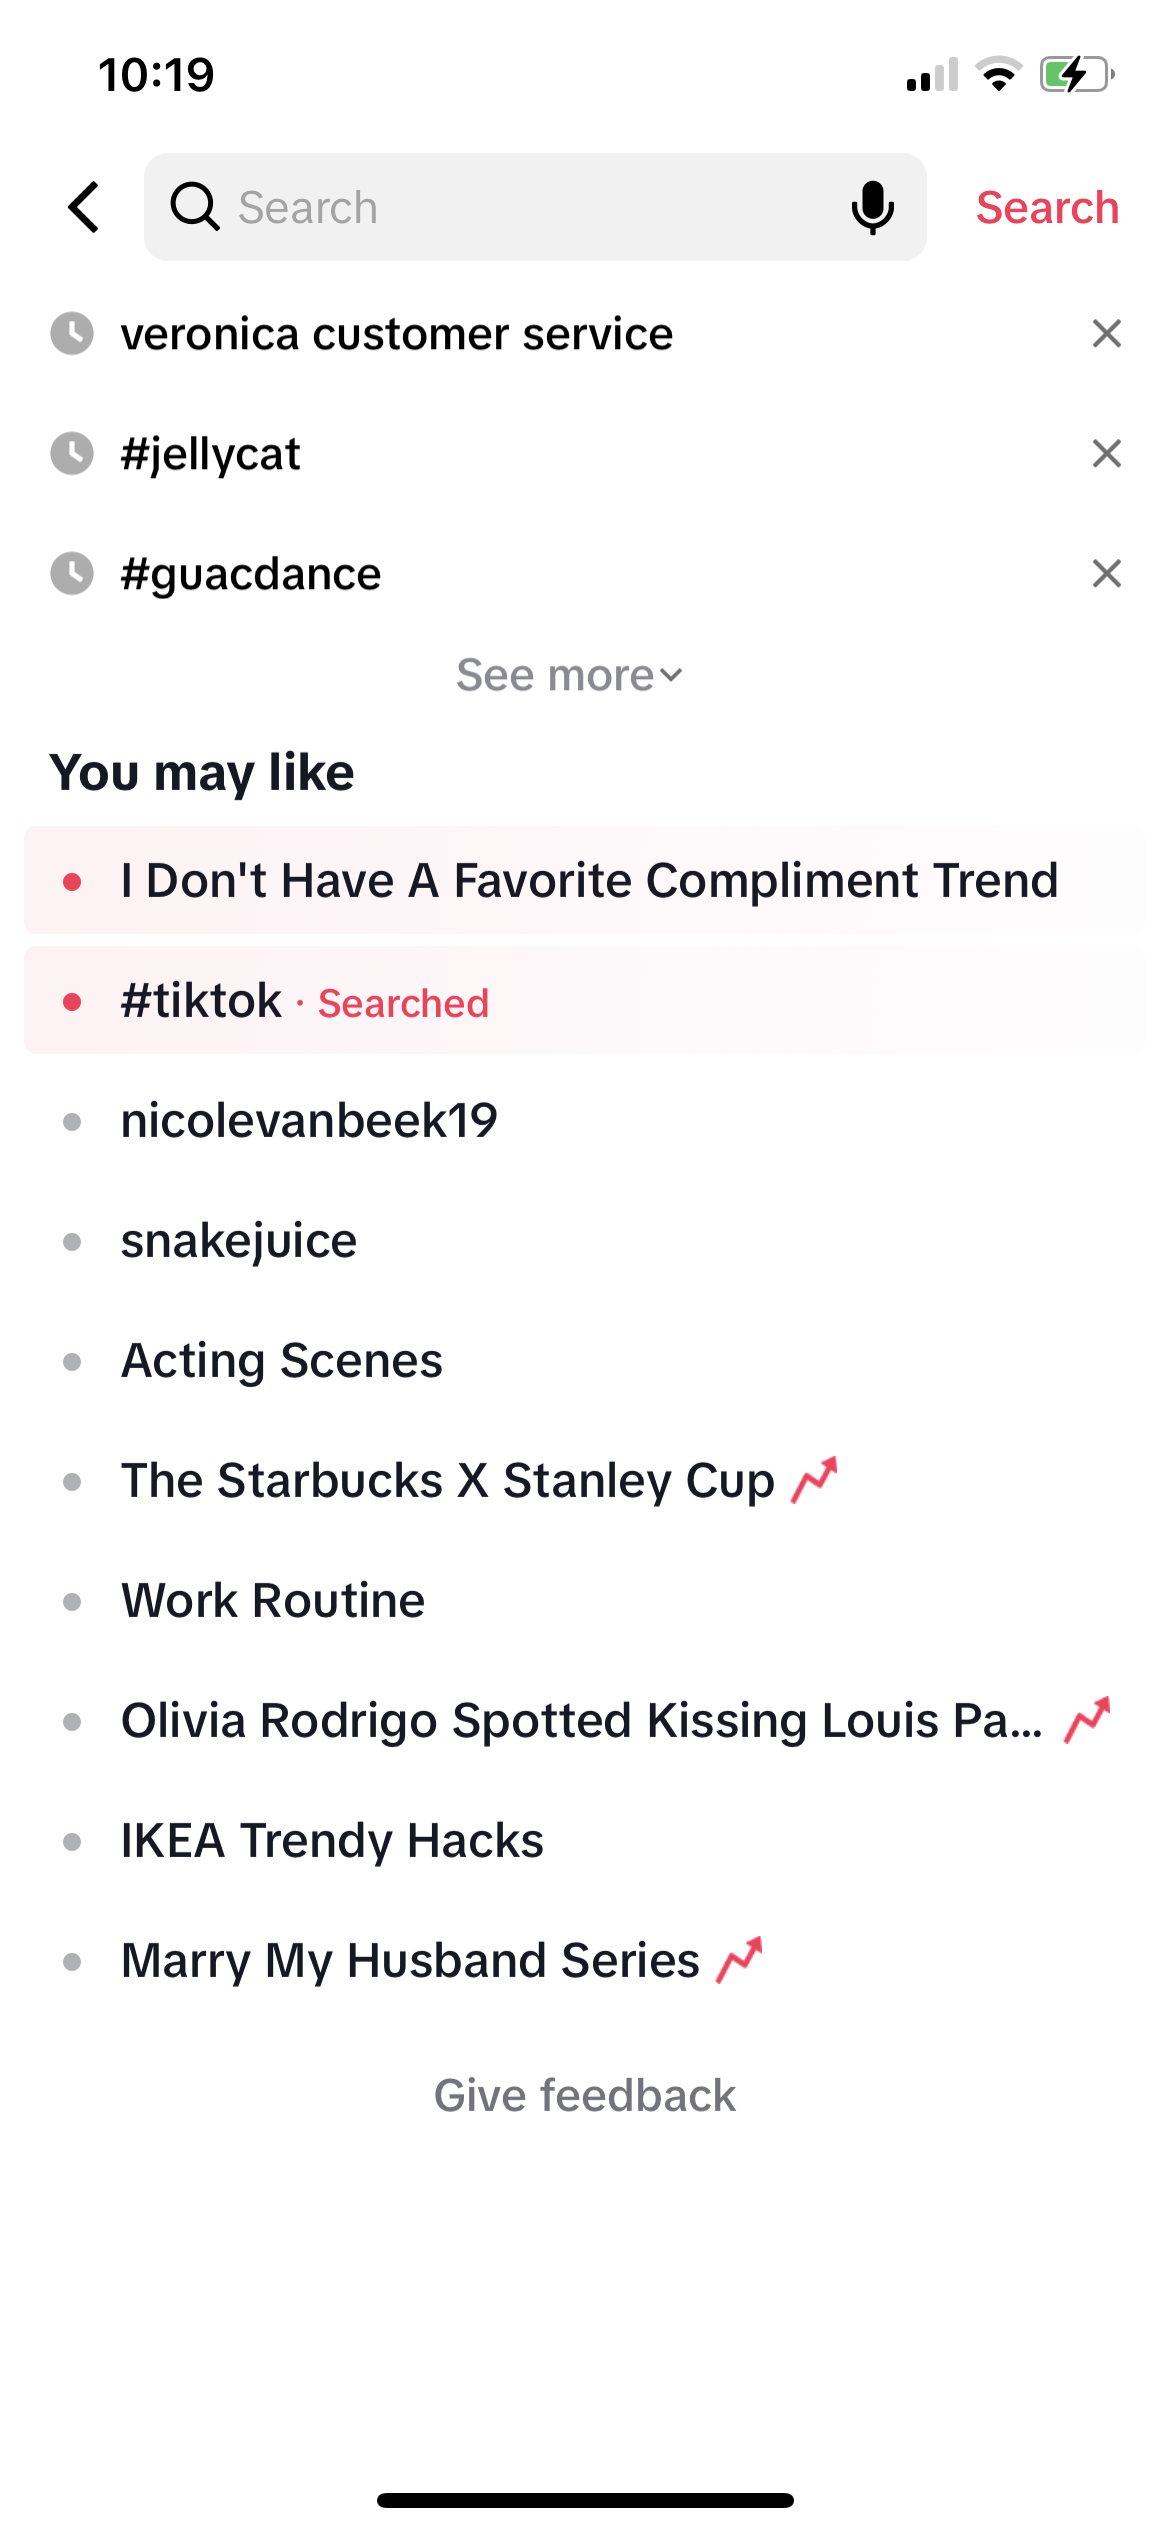 10:19
Search
Search
veronica customer service
#jellycat
#guacdance
See more
You may like
I Don't Have A Favorite Compliment Trend
#tiktok · Searched
nicolevanbeek19
snakejuice
Acting Scenes
The Starbucks X Stanley Cup
Work Routine
Olivia Rodrigo Spotted Kissing Louis Pa...
IKEA Trendy Hacks
Marry My Husband Series
Give feedback